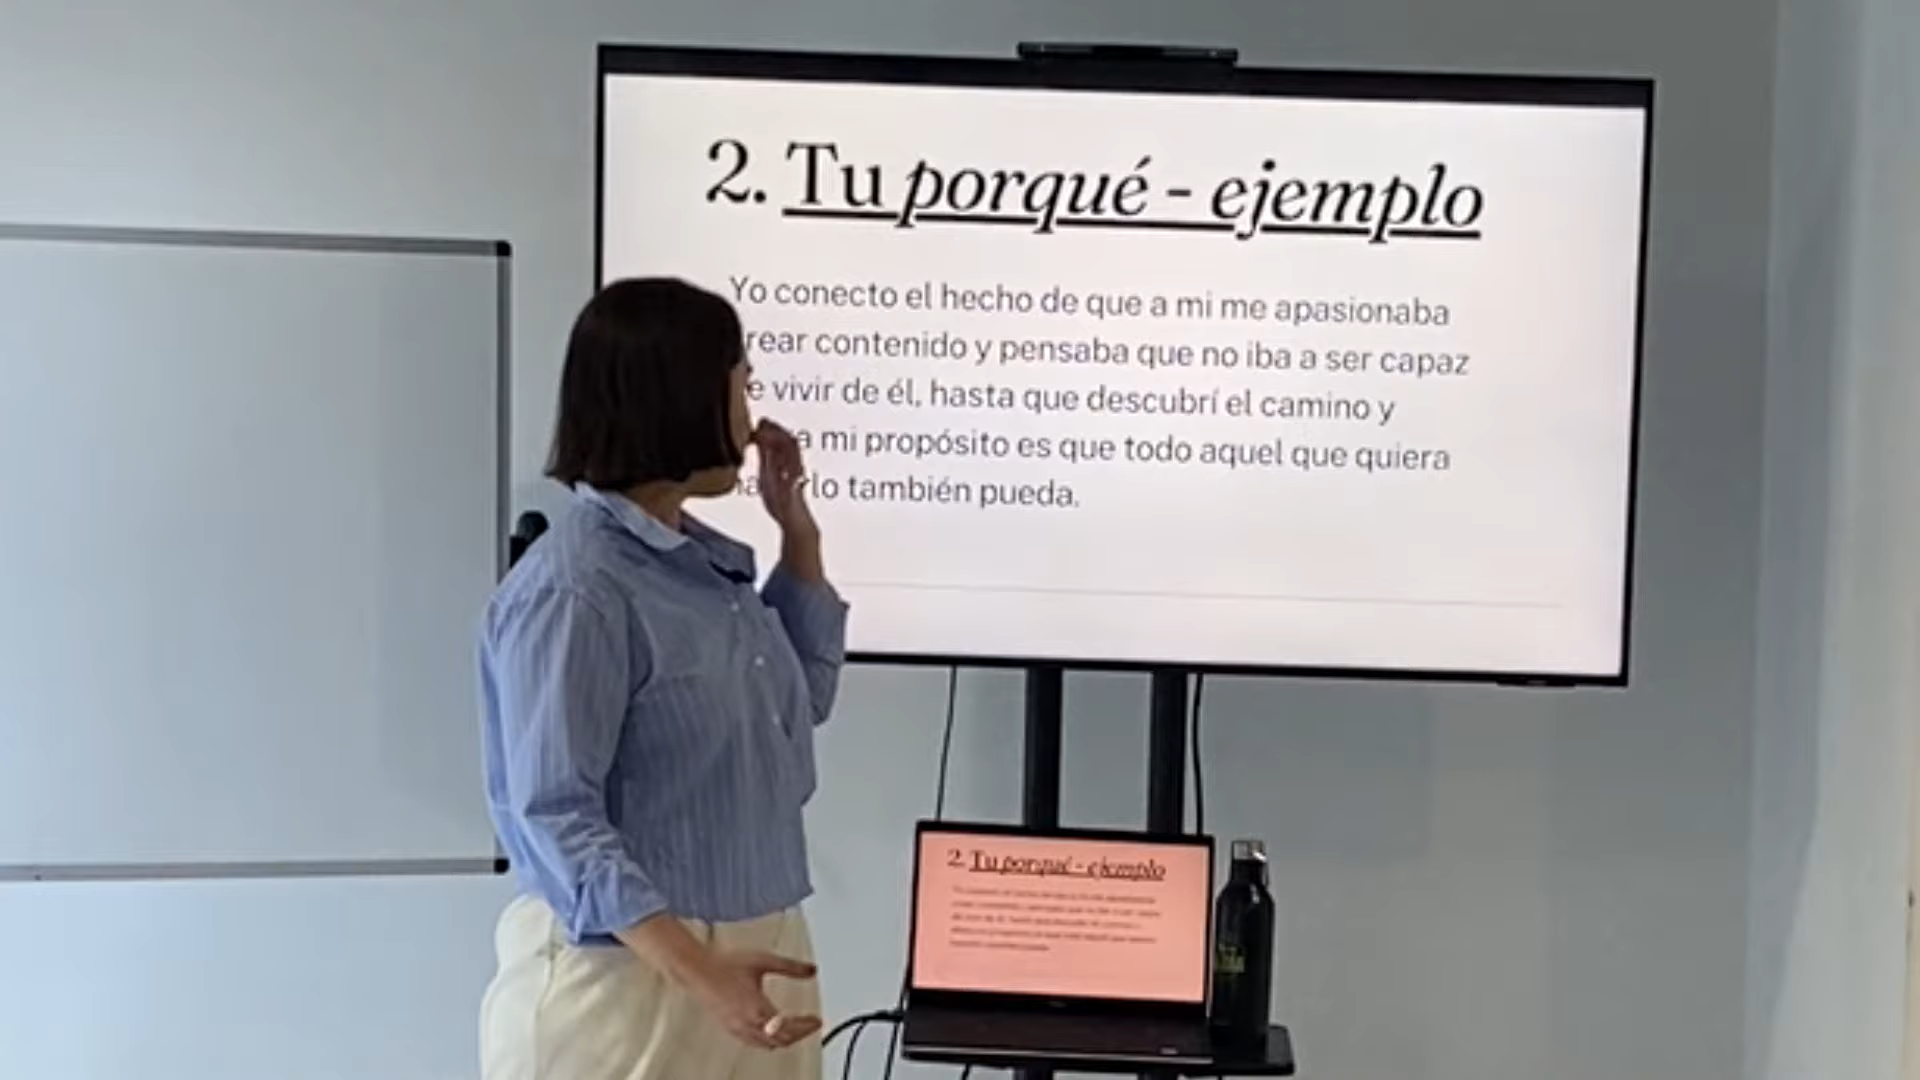 2. Tu porqué - ejemplo
Yo conecto el hecho de que a mi me apasionaba
rear contenido y pensaba que no iba a ser capaz
e vivir de él, hasta que descubrí el camino y
a mi propósito es que todo aquel que quiera
lo también pueda.
2. Tu porqué - ejemplo